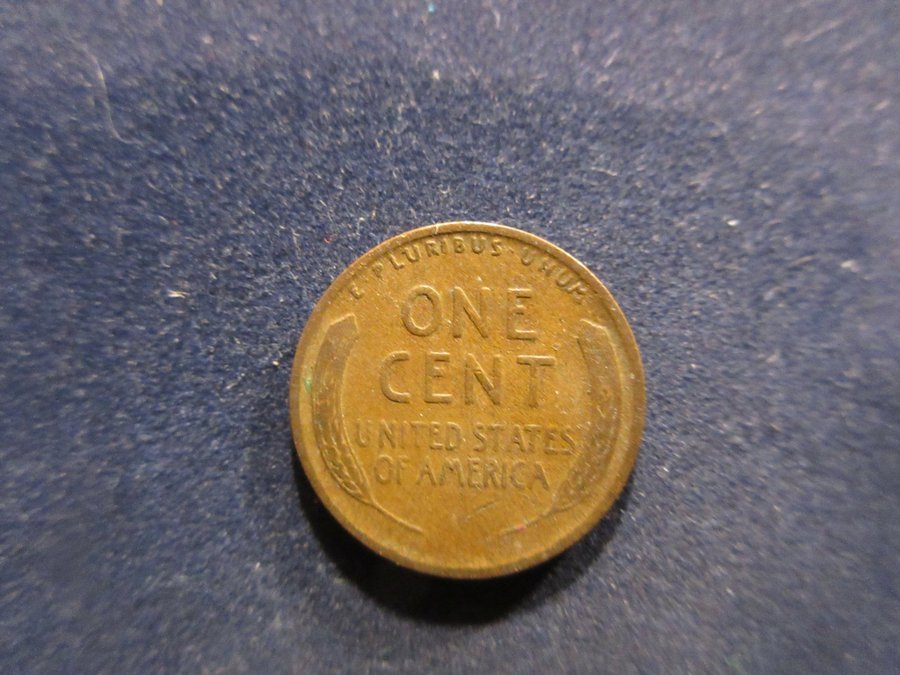 E·PLURIBUS·UNUM
ONE
CENT
UNITED·STATES
OF AMERICA